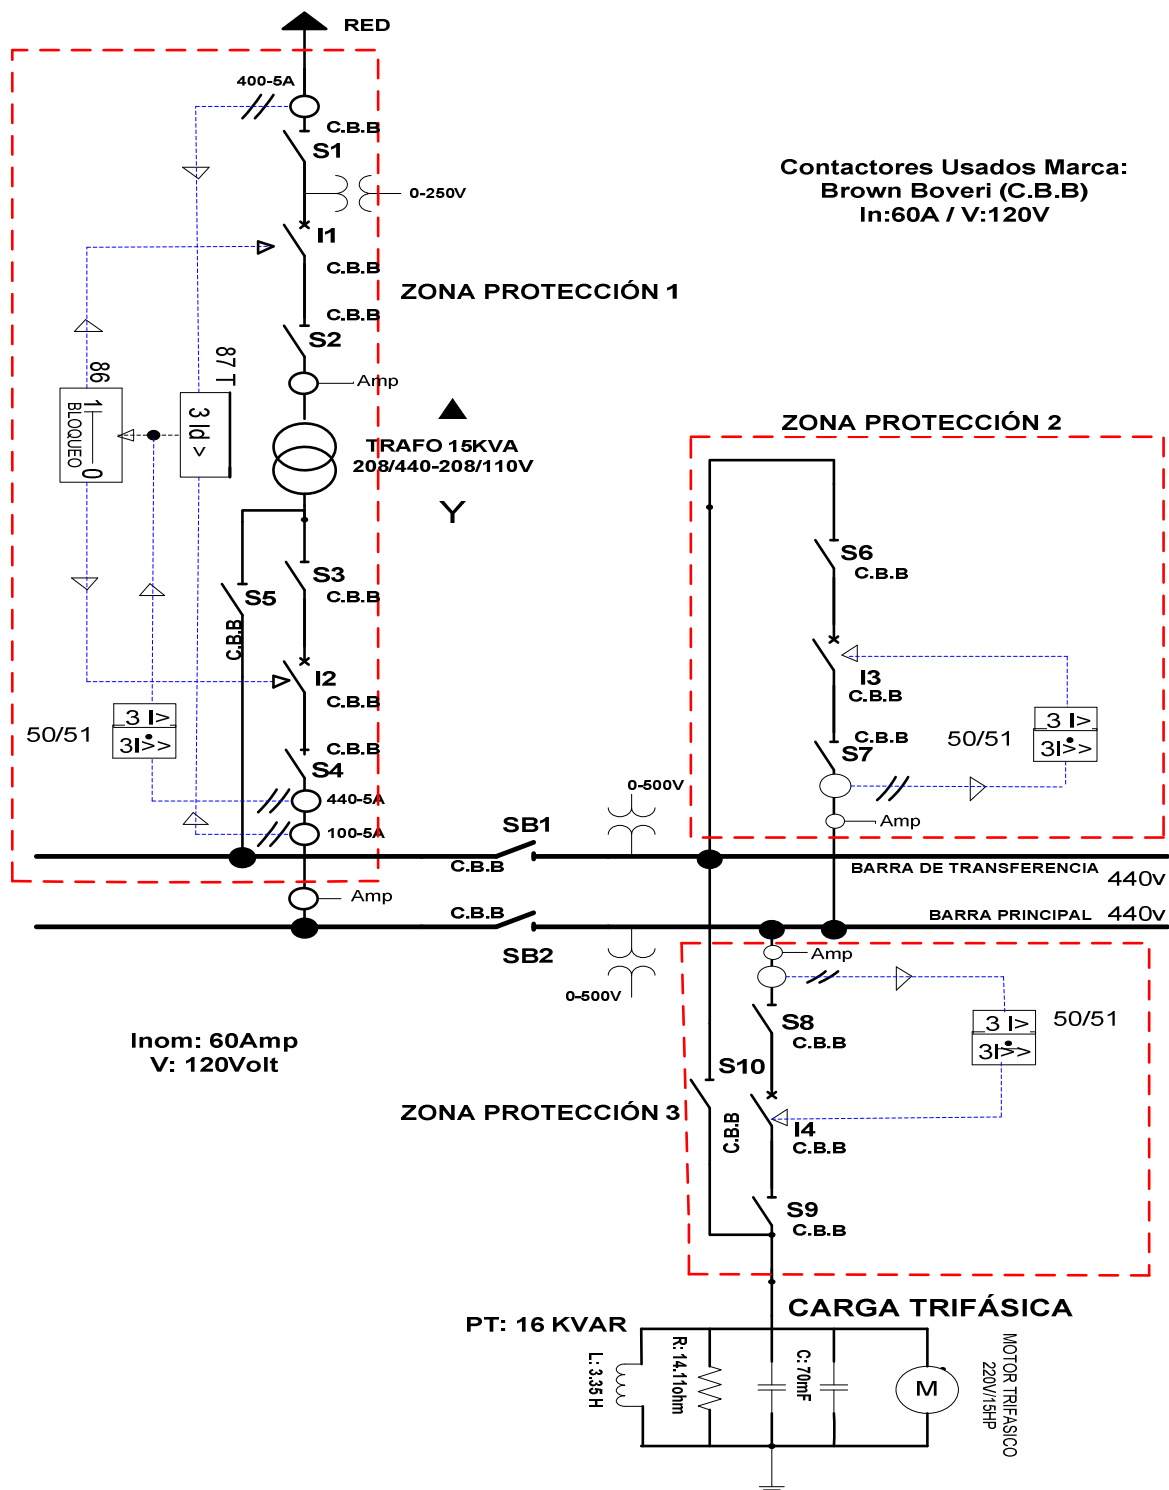 RED
400-5A
C.B.B
S1
0-250V
Contactores Usados Marca:
Brown Boveri (C.B.B)
In:60A / V:120V
I1
C.B.B
ZONA PROTECCIÓN 1
C.B.B
S2
Amp
87 T
3 Id >
86
1 0
BLOQUEO
TRAFO 15KVA
208/440-208/110V
Y
S3
C.B.B
S5
C.B.B
I2
C.B.B
50/51
3 I>
3I>>
C.B.B
S4
440-5A
100-5A
Amp
ZONA PROTECCIÓN 2
S6
C.B.B
I3
C.B.B
C.B.B
S7
50/51
3 I>
3I>>
Amp
0-500V
SB1
C.B.B
BARRA DE TRANSFERENCIA
440v
C.B.B
SB2
BARRA PRINCIPAL
440v
0-500V
Inom: 60Amp
V: 120Volt
Amp
S8
C.B.B
50/51
3 I>
3I>>
S10
C.B.B
ZONA PROTECCIÓN 3
I4
C.B.B
S9
C.B.B
CARGA TRIFÁSICA
PT: 16 KVAR
L: 3.35 H
R: 14.11ohm
C: 70mF
M
MOTOR TRIFASICO
220V/15HP